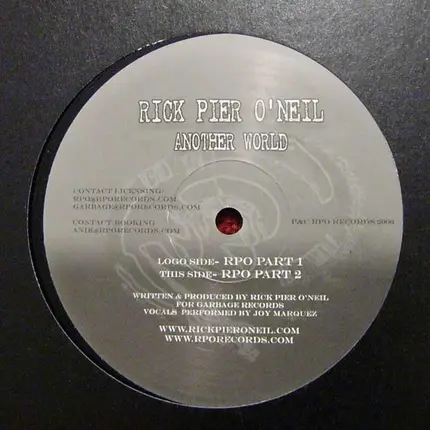 RICK PIER O'NEIL
ANOTHER WORLD
CONTACT LICENSING:
RPO@RPORECORDS.COM
GARBAGE@RPORECORDS.COM
CONTACT BOOKING
ANIE@RPORECORDS.COM
P&C RPO RECORDS 2006
LOGO SIDE- RPO PART 1
THIS SIDE- RPO PART 2
WRITTEN & PRODUCED BY RICK PIER O'NEIL
FOR GARBAGE RECORDS
VOCALS PERFORMED BY JOY MARQUEZ
WWW.RICKPIERONEIL.COM
WWW.RPORECORDS.COM